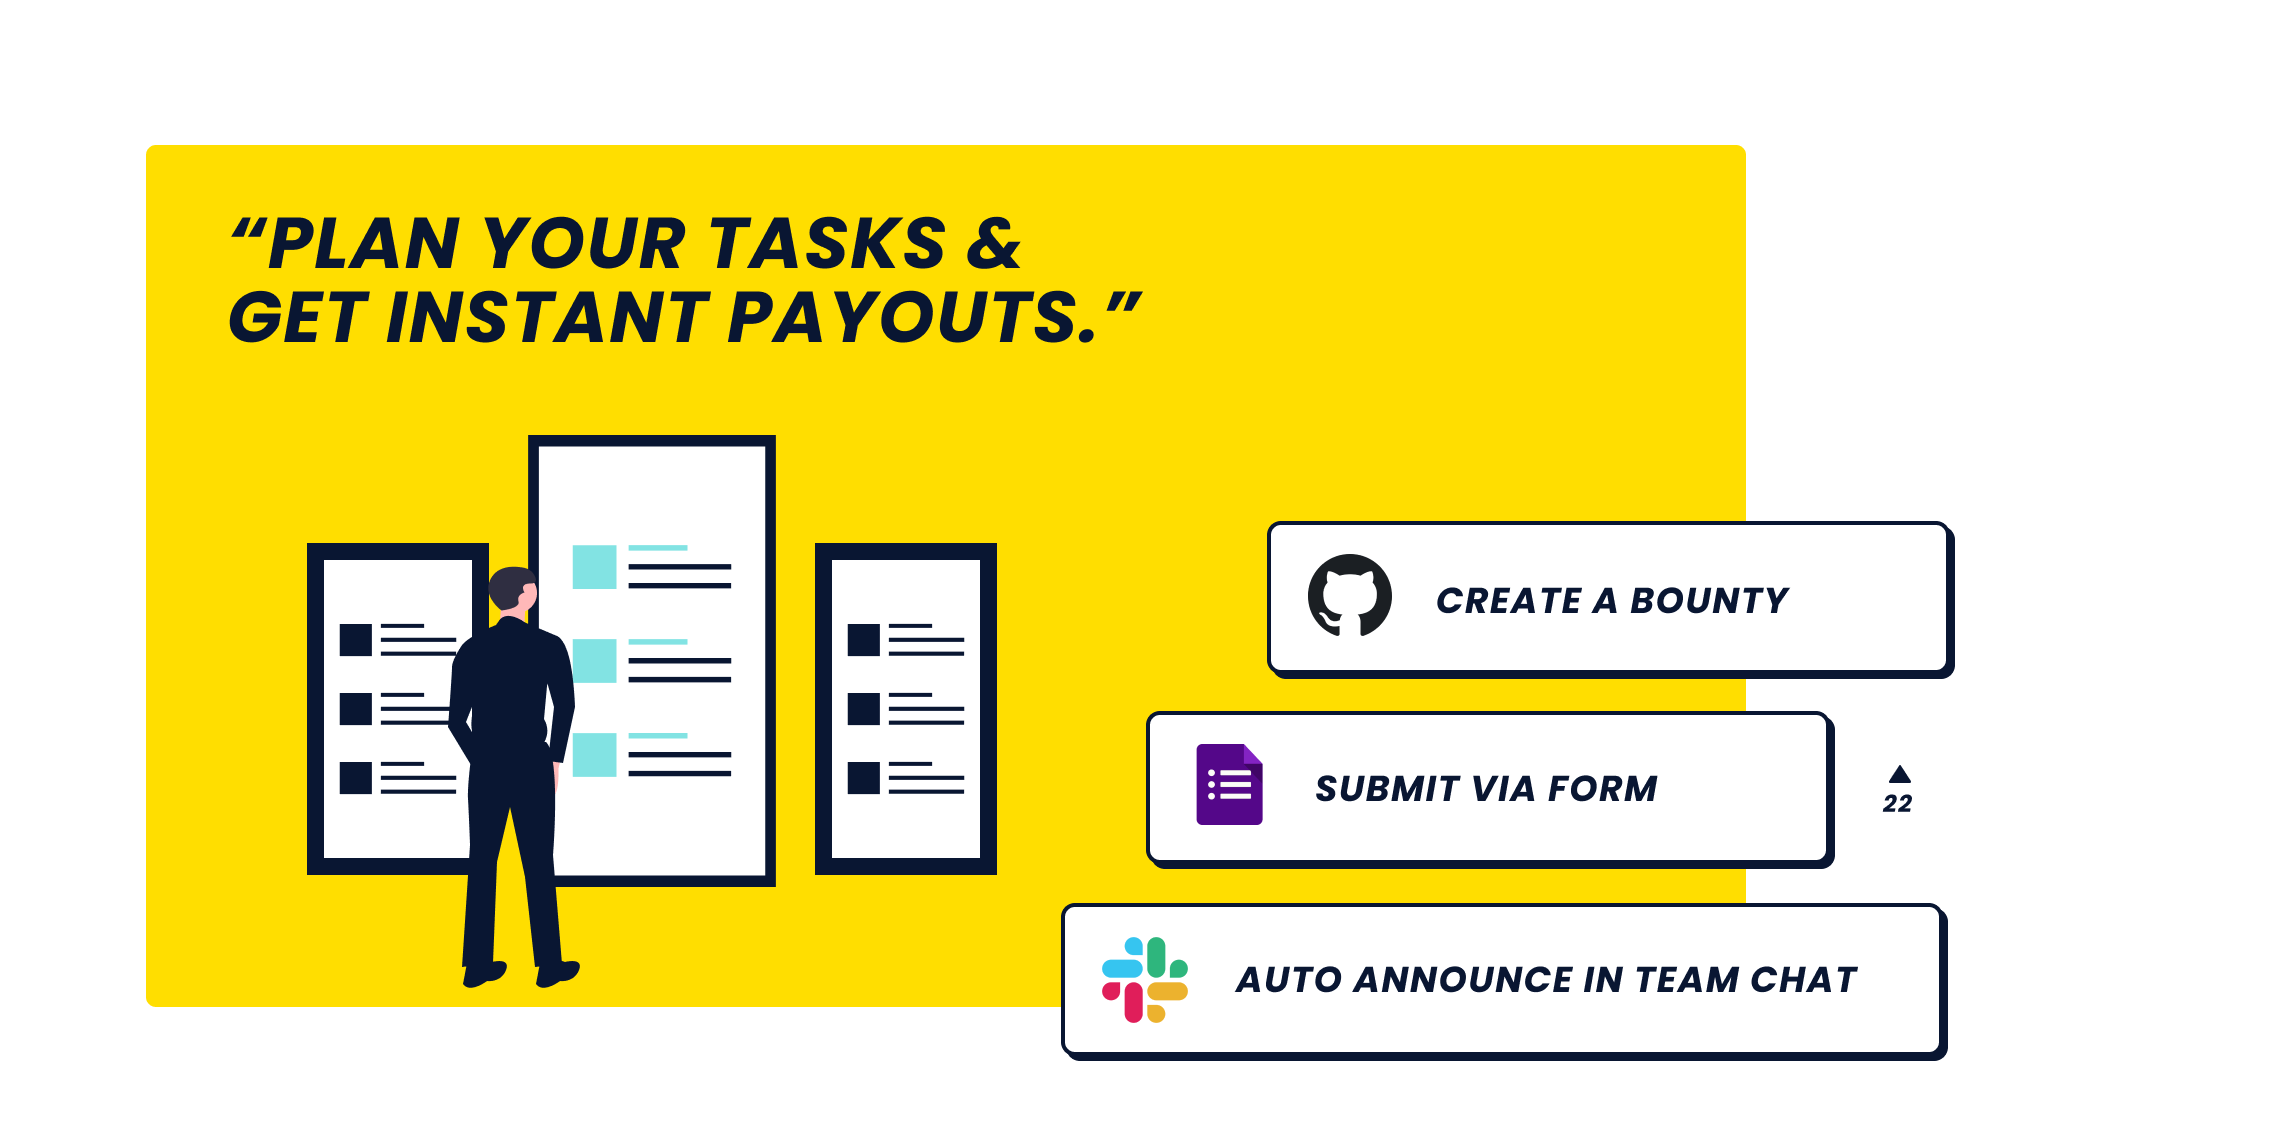 “PLAN YOUR TASKS &
GET INSTANT PAYOUTS.”
CREATE A BOUNTY
SUBMIT VIA FORM
22
AUTO ANNOUNCE IN TEAM CHAT